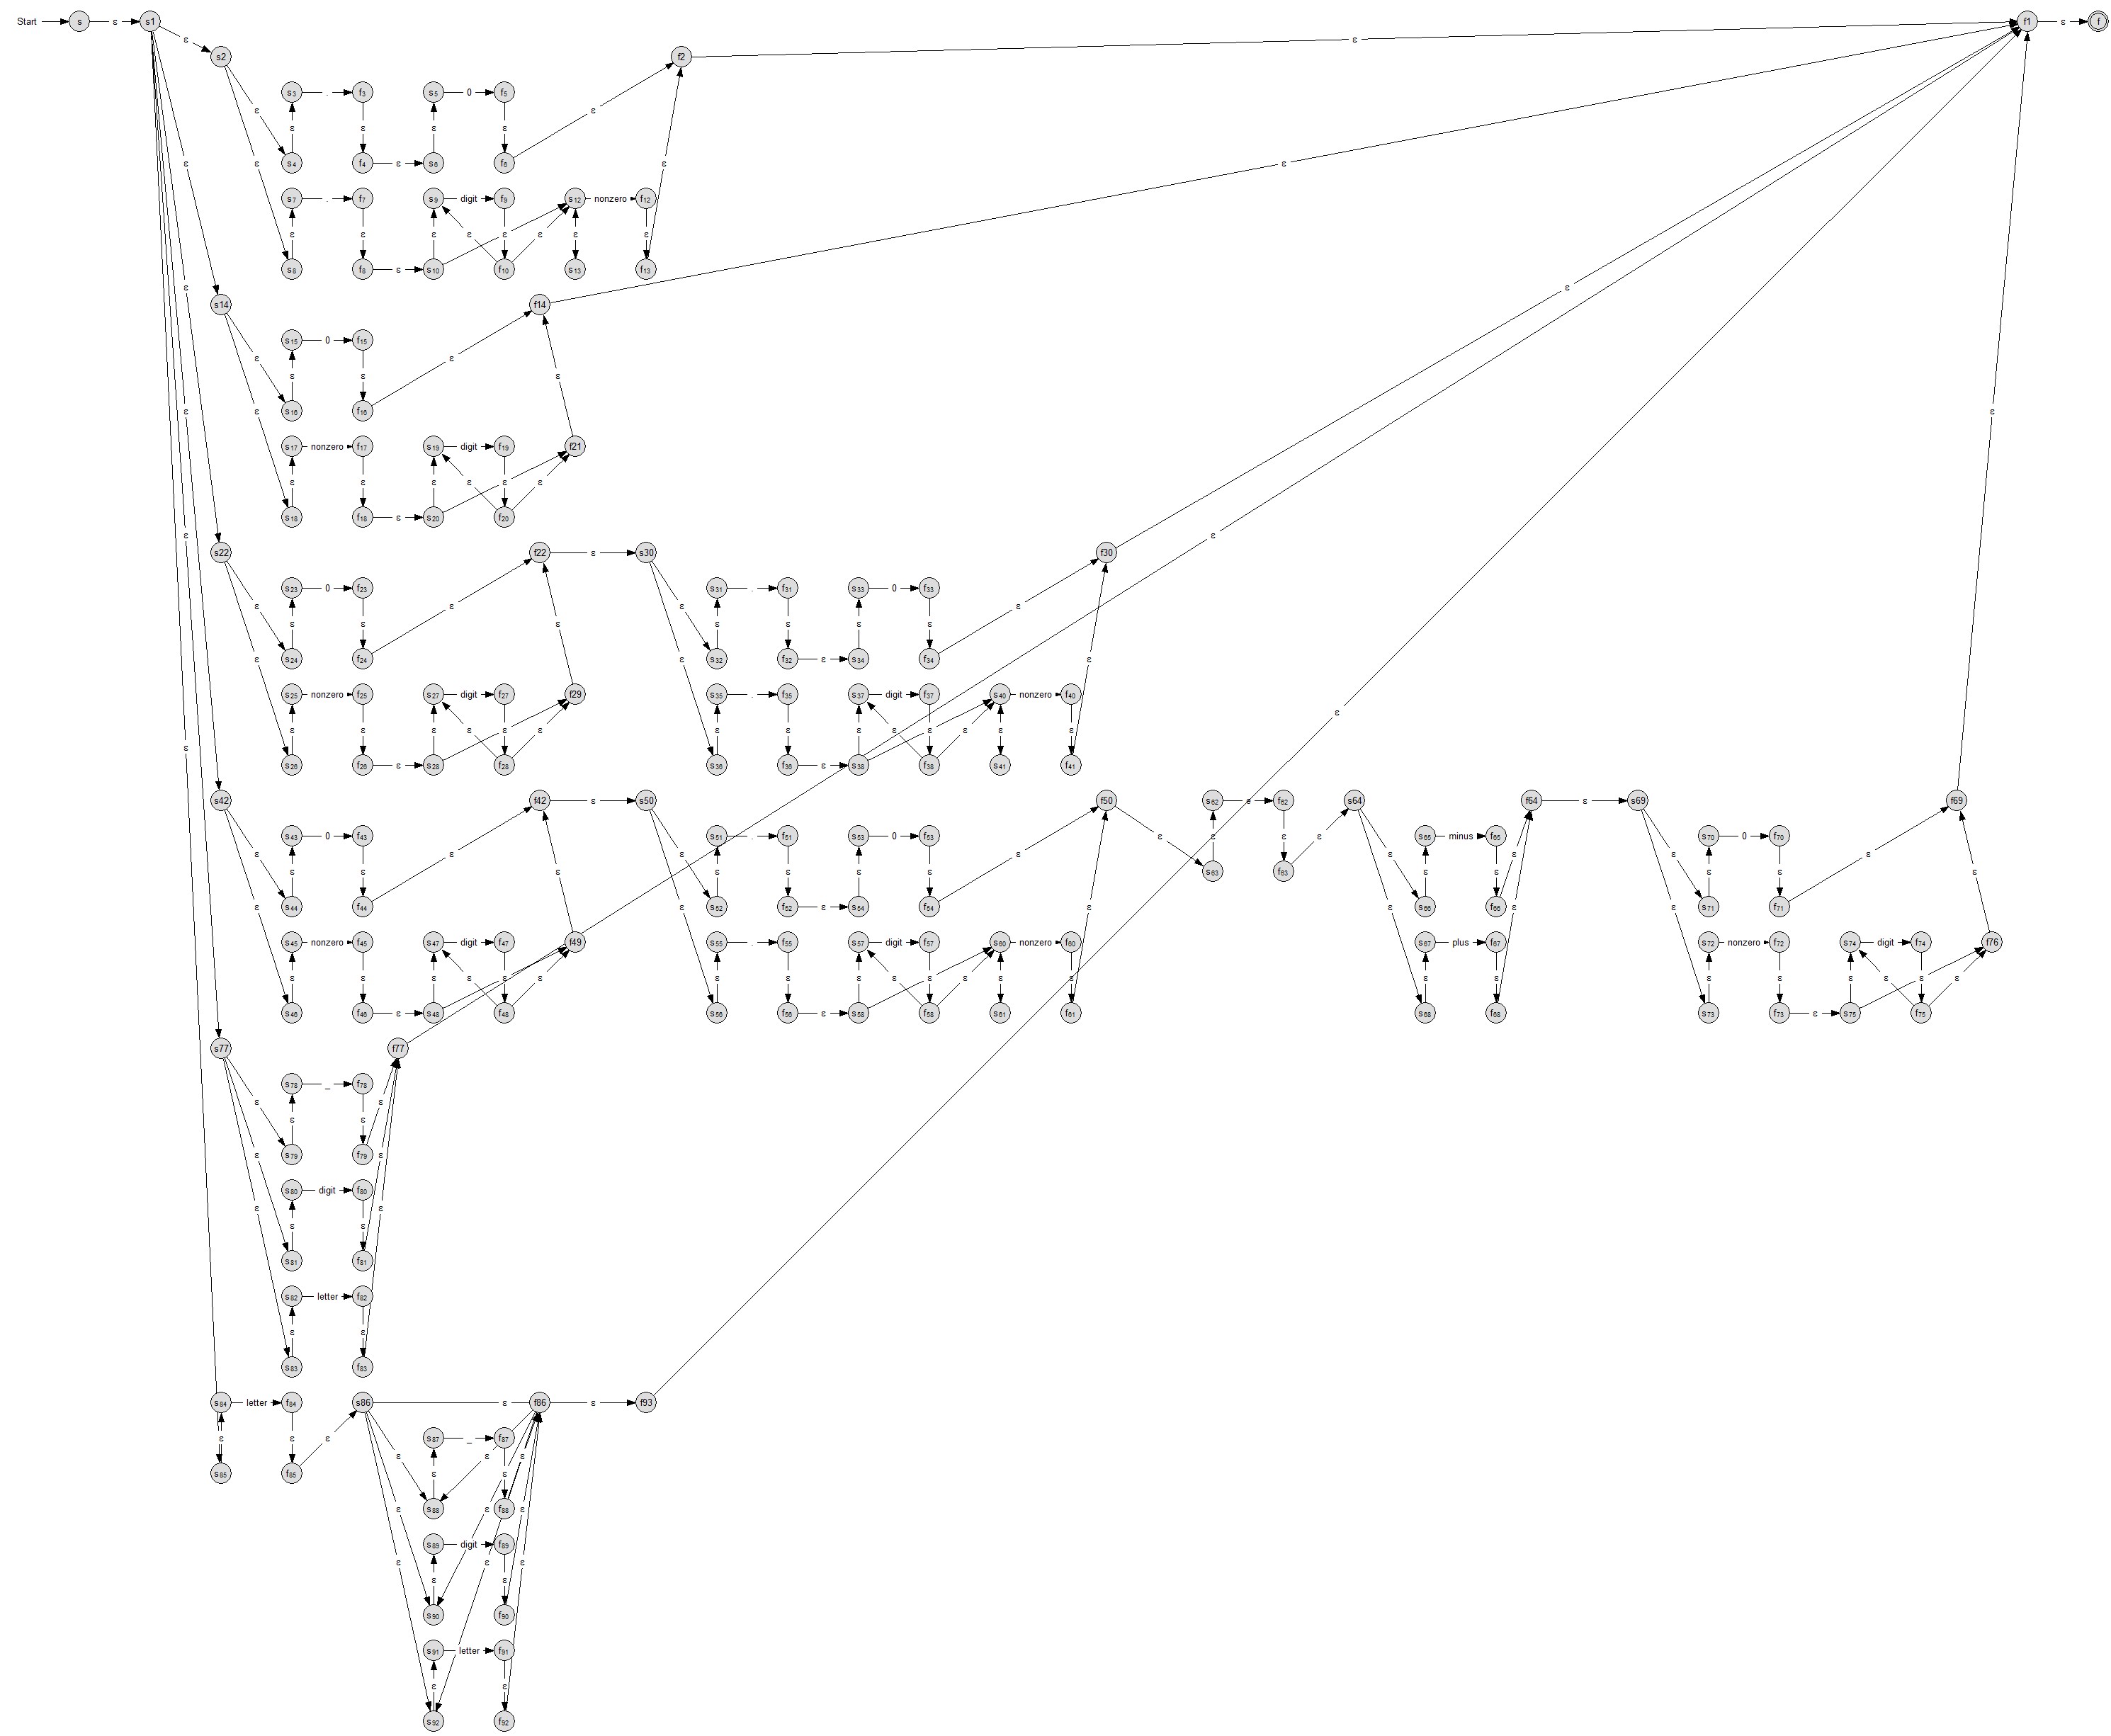 Start s ε s1 f1 ε f
ε s2 f2 ε
s3 . f3 s5 0 f5
ε ε ε ε ε ε
s4 f4 ε s6 f6 ε ε ε
s7 . f7 s9 digit f9 s12 nonzero f12
ε ε ε ε ε ε ε ε
s8 f8 ε s10 f10 s13 f13
ε ε
s14 f14
s15 0 f15
ε ε ε ε
s16 f16 ε ε
s17 nonzero f17 s19 digit f19 f21
ε ε ε ε ε ε
s18 f18 ε s20 f20
ε ε
s22 f22 ε s30 f30
s23 0 f23 s31 . f31 s33 0 f33
ε ε ε ε ε ε ε ε ε ε
s24 f24 ε ε s32 f32 ε s34 f34 ε ε
s25 nonzero f25 s27 digit f27 f29 s35 . f35 s37 digit f37 s40 nonzero f40
ε ε ε ε ε ε ε ε ε ε ε ε ε ε
s26 f26 ε s28 f28 s36 f36 ε s38 f38 s41 f41
ε
s42 f42 ε s50 f50 s62 e f62 s64 f64 ε s69 f69
s43 0 f43 s51 . f51 s53 0 f53 ε ε ε ε s65 minus f65 s70 0 f70
ε ε ε ε ε ε ε ε ε ε s63 f63 ε ε ε ε ε ε ε ε ε
s44 f44 ε ε s52 f52 ε s54 f54 ε s66 f66 ε ε ε s71 f71
s45 nonzero f45 s47 digit f47 f49 s55 . f55 s57 digit f57 s60 nonzero f60 s67 plus f67 s72 nonzero f72 s74 digit f74 f76
ε ε ε ε ε ε ε ε ε ε ε ε ε ε ε ε ε ε ε ε ε ε
s46 f46 ε s48 f48 s56 f56 ε s58 f58 s61 f61 s68 f68 s73 f73 ε s75 f75
s77 f77
s78 _ f78
ε ε ε ε
s79 f79 ε ε
s80 digit f80
ε ε ε ε
s81 f81
s82 letter f82
ε ε
s83 f83
s84 letter f84 s86 ε f86 ε f93
ε ε ε s87 _ f87
s85 f85 ε ε ε ε ε
s88 f88 ε ε ε
s89 digit f89
ε ε ε ε ε
s90 f90
s91 letter f91
ε ε
s92 f92